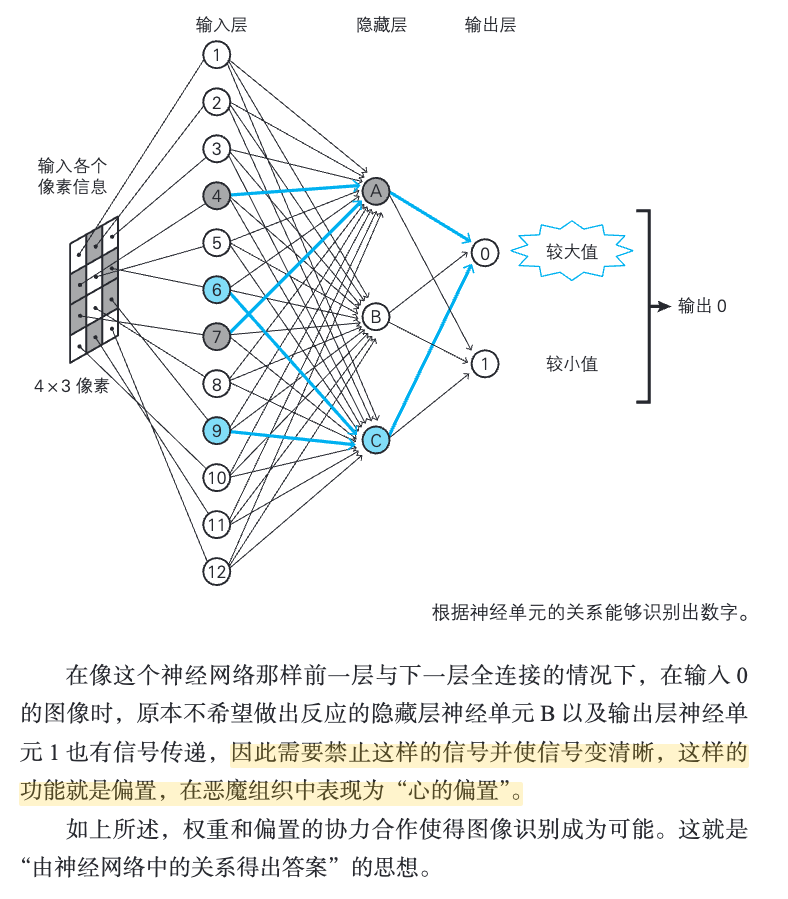 输入层
隐藏层
输出层
输入各个
像素信息
4×3 像素
1
2
3
4
5
6
7
8
9
10
11
12
A
B
C
0
1
较大值
较小值
输出 0
根据神经单元的关系能够识别出数字。
在像这个神经网络那样前一层与下一层全连接的情况下，在输入 0
的图像时，原本不希望做出反应的隐藏层神经单元 B 以及输出层神经单
元 1 也有信号传递，因此需要禁止这样的信号并使信号变清晰，这样的
功能就是偏置，在恶魔组织中表现为“心的偏置”。
如上所述，权重和偏置的协力合作使得图像识别成为可能。这就是
“由神经网络中的关系得出答案”的思想。